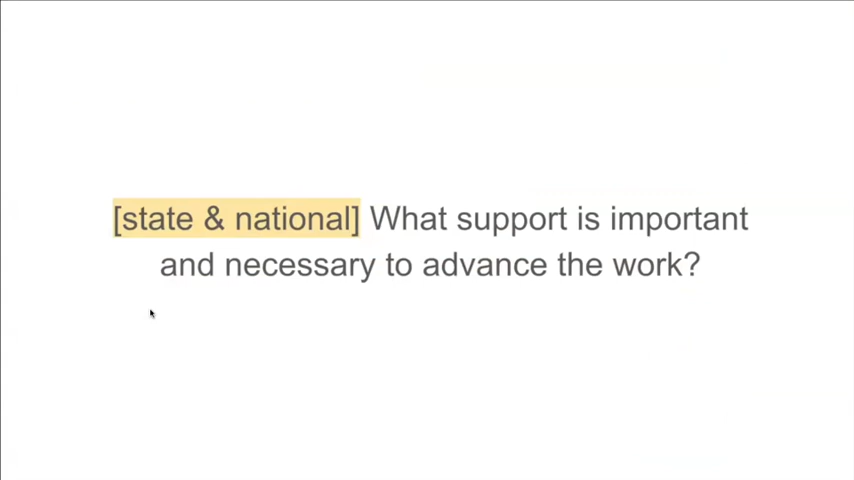 [state & national] What support is important
and necessary to advance the work?